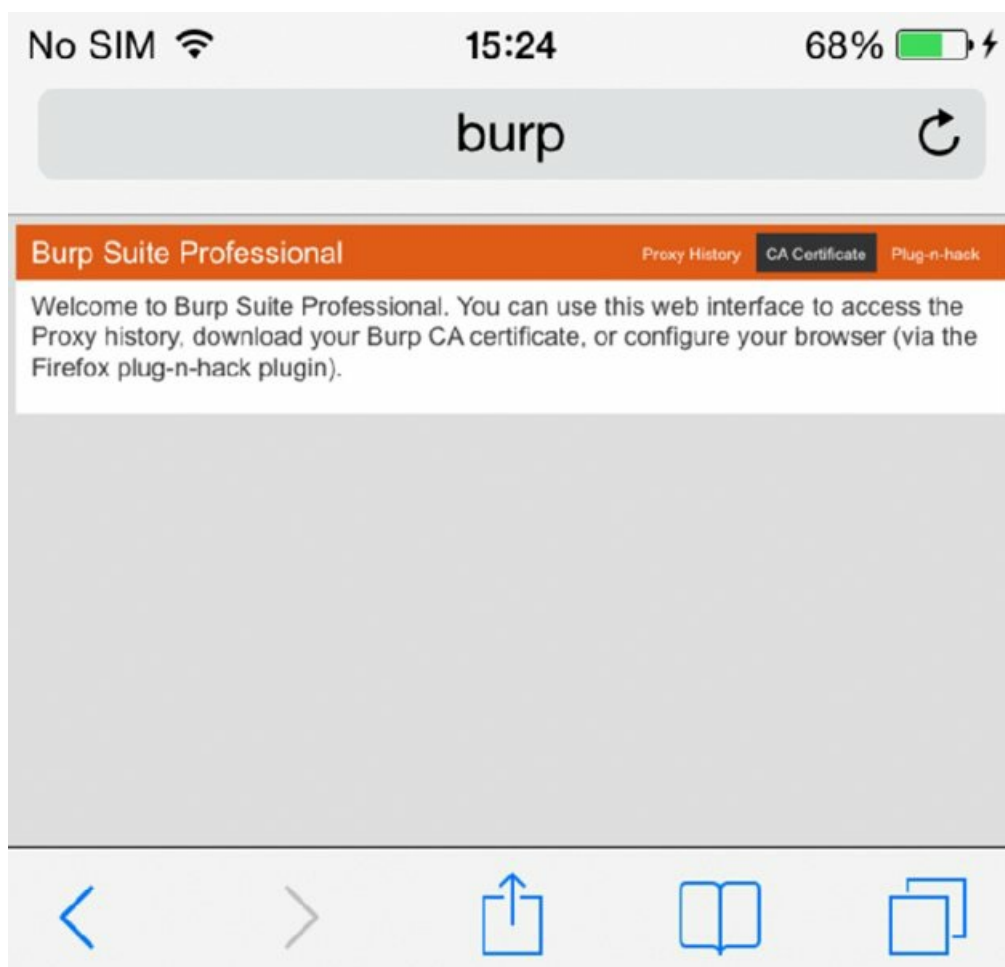 No SIM 15:24 68%
burp
Burp Suite Professional Proxy History CA Certificate Plug-n-hack
Welcome to Burp Suite Professional. You can use this web interface to access the
Proxy history, download your Burp CA certificate, or configure your browser (via the
Firefox plug-n-hack plugin).